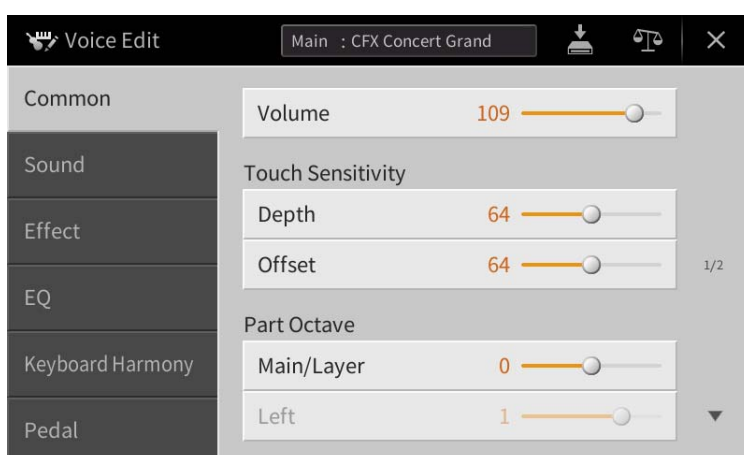 Voice Edit
Main : CFX Concert Grand
Common
Volume 109
Sound
Touch Sensitivity
Depth 64
Effect
Offset 64
1/2
EQ
Part Octave
Keyboard Harmony
Main/Layer 0
Left 1
Pedal